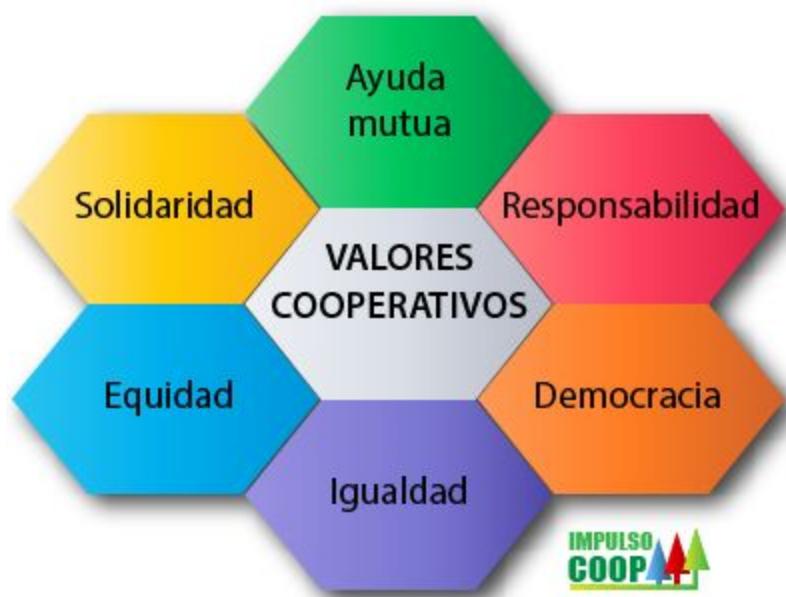 Ayuda
mutua
Solidaridad
Responsabilidad
VALORES
COOPERATIVOS
Equidad
Democracia
Igualdad
IMPULSO
COOP